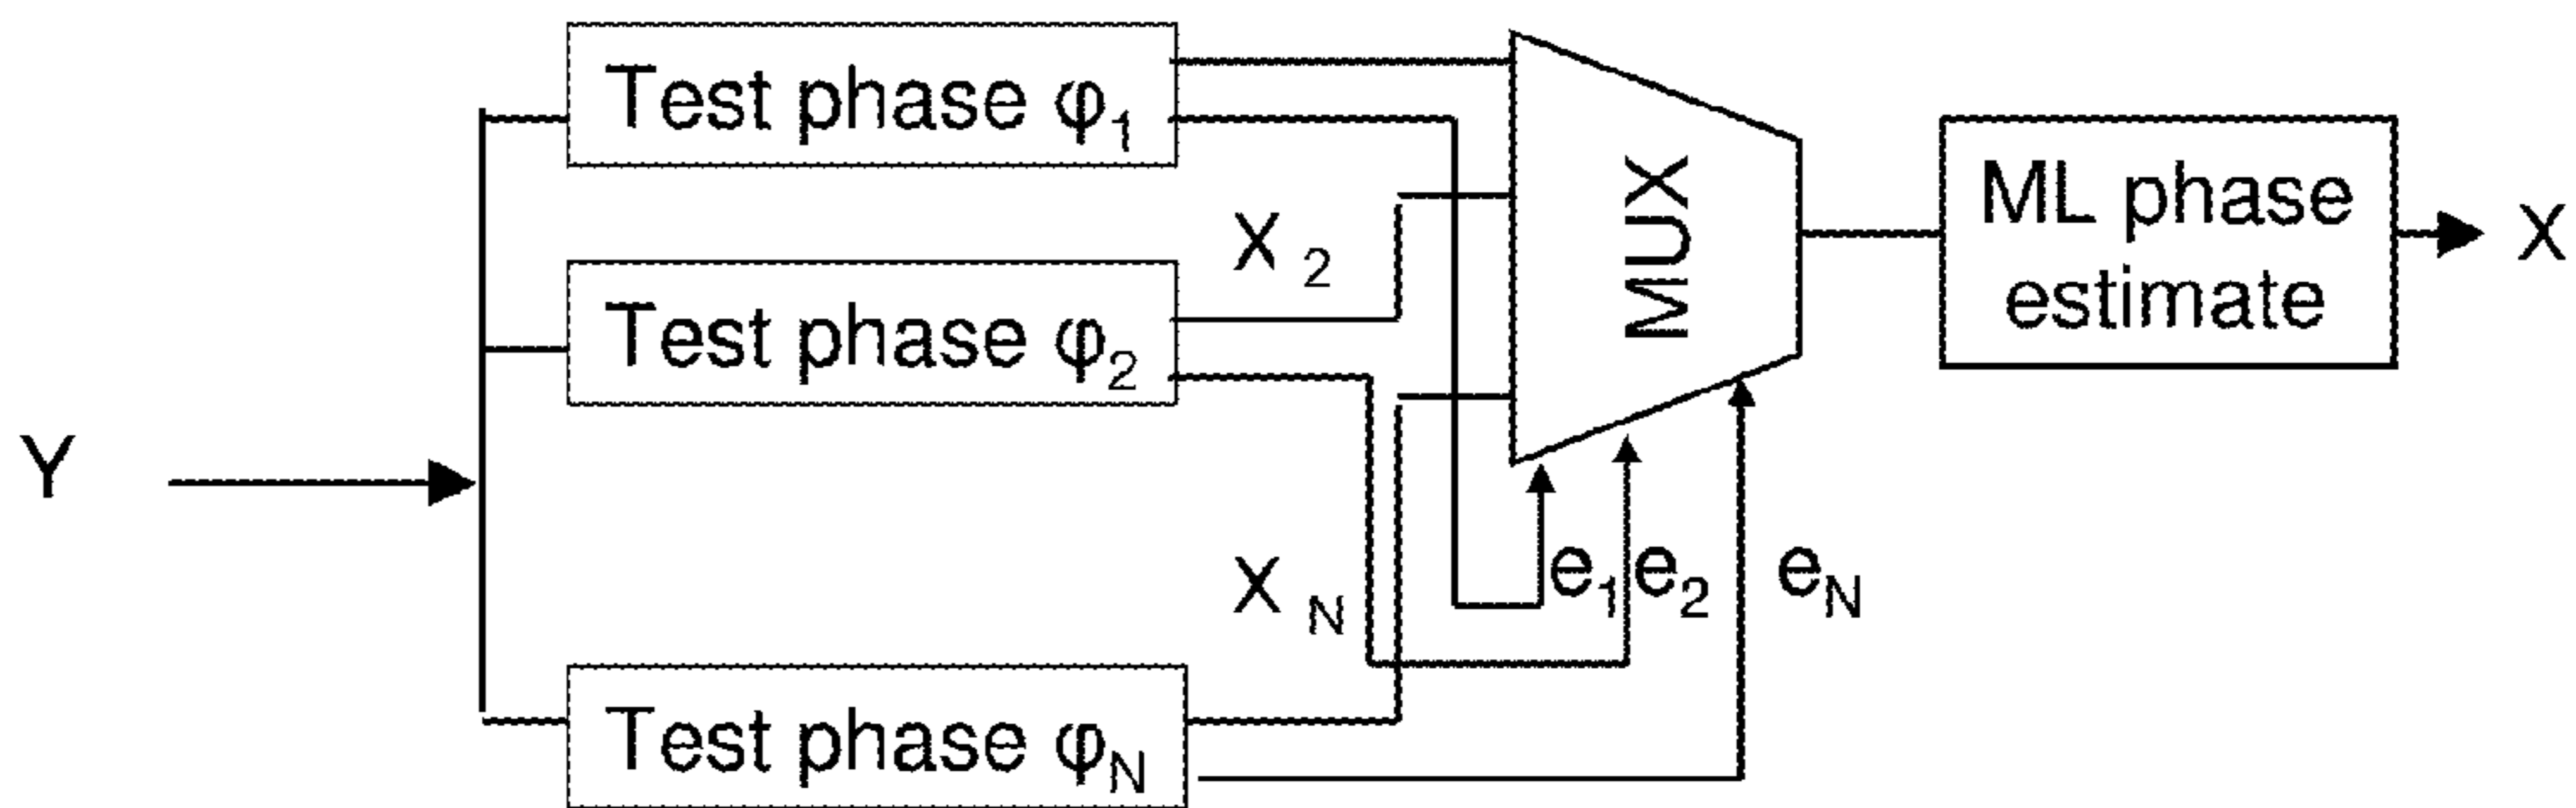 Test phase φ1
X 2
Test phase φ2
Y
X N
Test phase φN
MUX
e1
e2
eN
ML phase
estimate
X